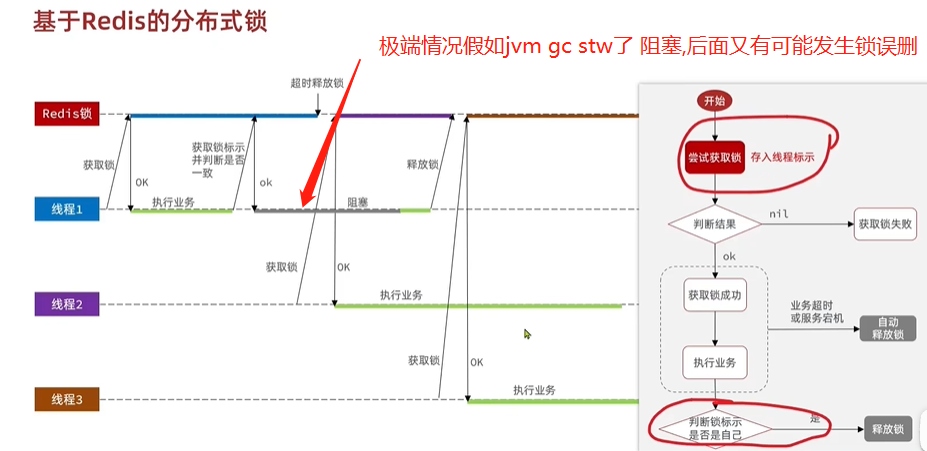 基于Redis的分布式锁
极端情况假如jvm gc stw了 阻塞,后面又有可能发生锁误删
超时释放锁
Redis锁
获取锁
OK
获取锁标示
并判断是否
一致
ok
释放锁
线程1
执行业务
阻塞
获取锁
OK
线程2
执行业务
获取锁
OK
线程3
执行业务
开始
尝试获取锁
存入线程标示
判断结果
nil
获取锁失败
ok
获取锁成功
业务超时
或服务宕机
自动
释放锁
执行业务
判断锁标示
是否是自己
是
释放锁